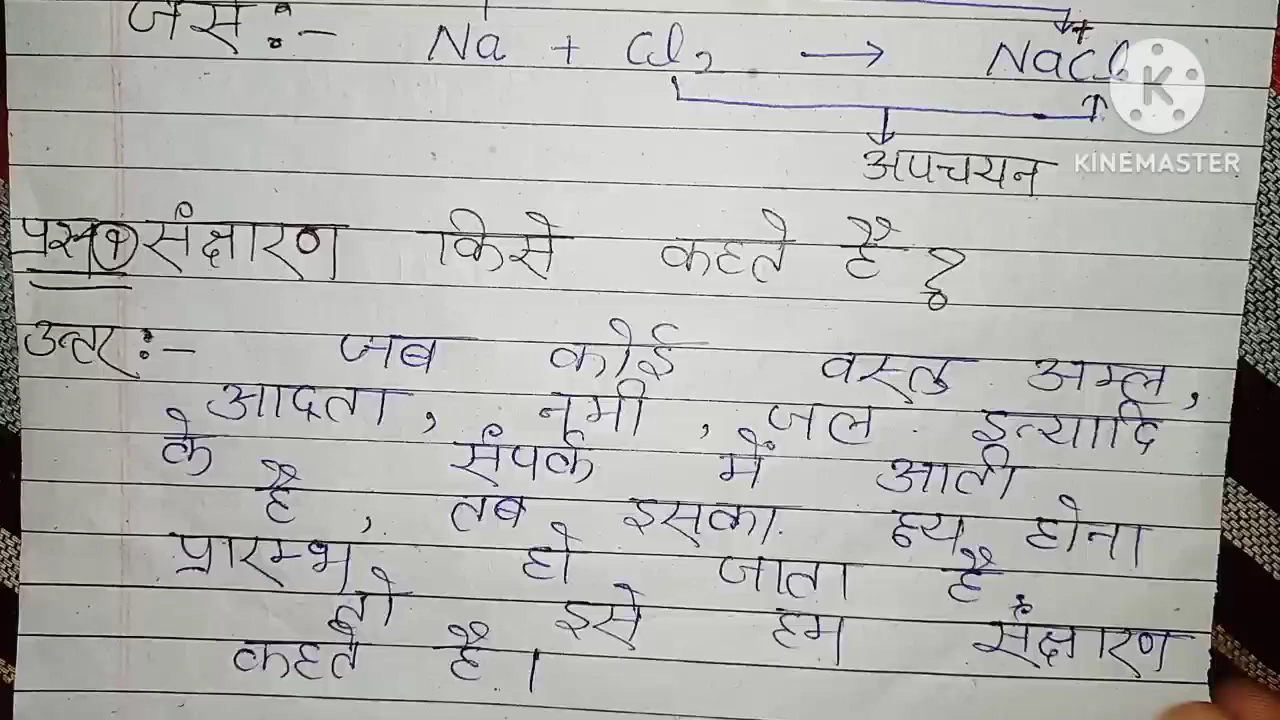 जैसे :- Na + Cl₂ → NaCl
+
अपचयन
KINEMASTER
प्रश्न① संक्षारण किसे कहते है ?
उत्तर :- जब कोई वस्तु अम्ल,
आद्रता , नमी , जल इत्यादि
के संपर्क में आती
है , तब इसका क्षय होना
प्रारम्भ हो जाता है
तो इसे हम संक्षारण
कहते है ।